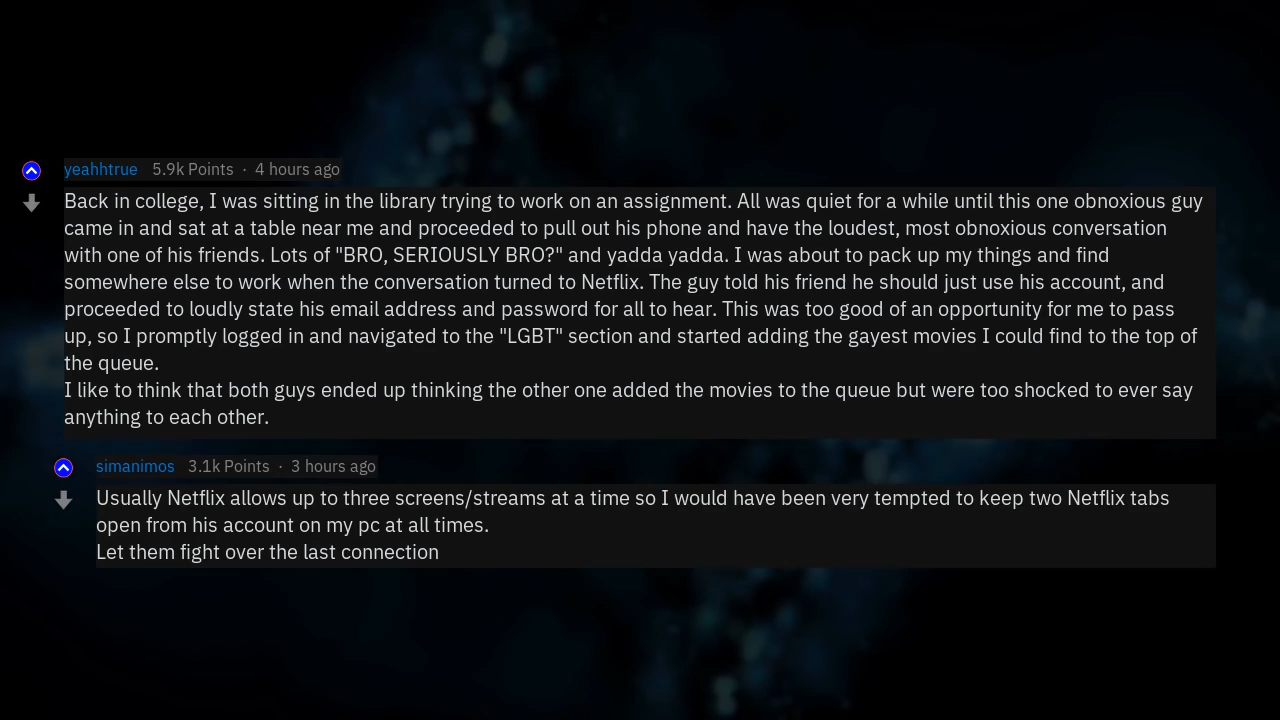 yeahhtrue 5.9k Points · 4 hours ago
Back in college, I was sitting in the library trying to work on an assignment. All was quiet for a while until this one obnoxious guy
came in and sat at a table near me and proceeded to pull out his phone and have the loudest, most obnoxious conversation
with one of his friends. Lots of "BRO, SERIOUSLY BRO?" and yadda yadda. I was about to pack up my things and find
somewhere else to work when the conversation turned to Netflix. The guy told his friend he should just use his account, and
proceeded to loudly state his email address and password for all to hear. This was too good of an opportunity for me to pass
up, so I promptly logged in and navigated to the "LGBT" section and started adding the gayest movies I could find to the top of
the queue.
I like to think that both guys ended up thinking the other one added the movies to the queue but were too shocked to ever say
anything to each other.
simanimos 3.1k Points · 3 hours ago
Usually Netflix allows up to three screens/streams at a time so I would have been very tempted to keep two Netflix tabs
open from his account on my pc at all times.
Let them fight over the last connection